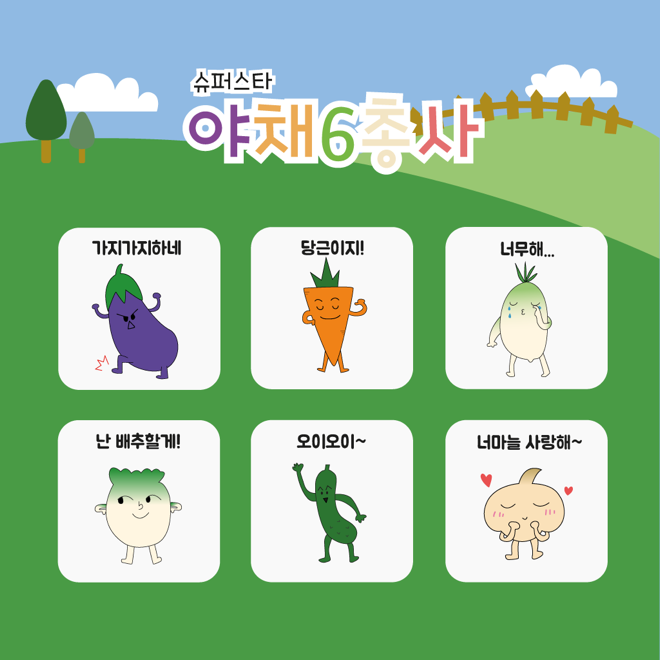 슈퍼스타
야채6총사
가지가지하네
당근이지!
너무해...
난 배추할게!
오이오이~
너마늘 사랑해~